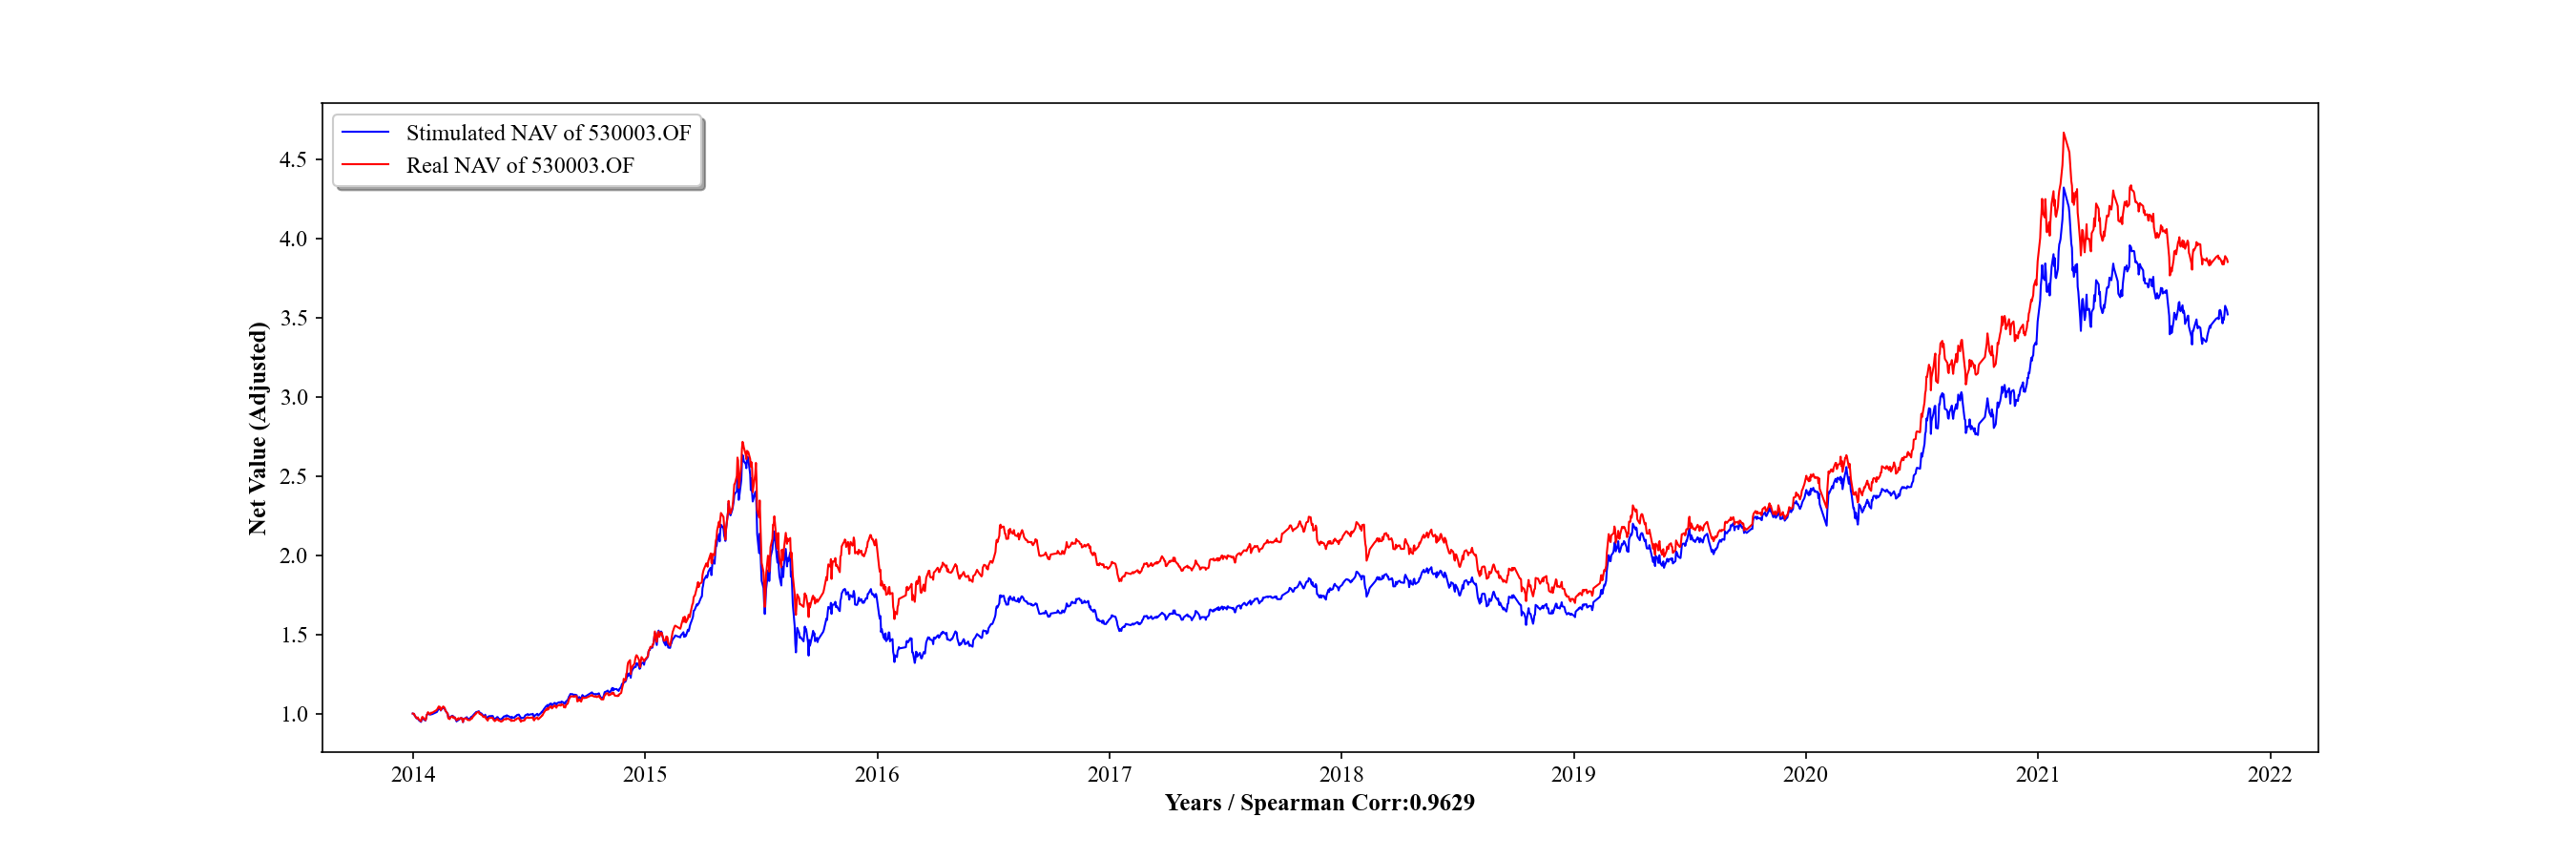 Stimulated NAV of 530003.OF
Real NAV of 530003.OF
4.5
4.0
3.5
3.0
2.5
2.0
1.5
1.0
Net Value (Adjusted)
2014 2015 2016 2017 2018 2019 2020 2021 2022
Years / Spearman Corr:0.9629